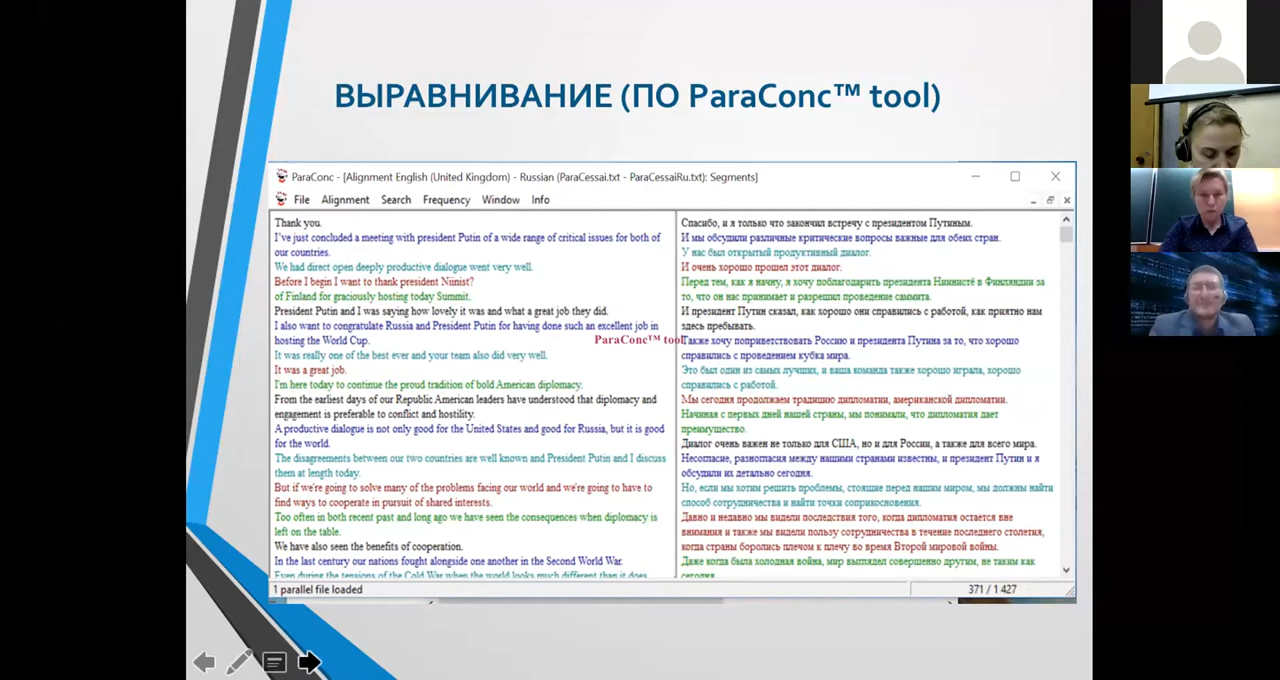 ВЫРАВНИВАНИЕ (ПО ParaConc™ tool)
ParaConc - [Alignment English (United Kingdom) - Russian (ParaCessai.txt - ParaCessaiRu.txt): Segments]
File Alignment Search Frequency Window Info
Thank you.
I've just concluded a meeting with president Putin of a wide range of critical issues for both of
our countries.
We had direct open deeply productive dialogue went very well.
Before I begin I want to thank president Niinist?
of Finland for graciously hosting today Summit.
President Putin and I was saying how lovely it was and what a great job they did.
I also want to congratulate Russia and President Putin for having done such an excellent job in
hosting the World Cup.
It was really one of the best ever and your team also did very well.
It was a great job.
I'm here today to continue the proud tradition of bold American diplomacy.
From the earliest days of our Republic American leaders have understood that diplomacy and
engagement is preferable to conflict and hostility.
A productive dialogue is not only good for the United States and good for Russia, but it is good
for the world.
The disagreements between our two countries are well known and President Putin and I discuss
them at length today.
But if we're going to solve many of the problems facing our world and we're going to have to
find ways to cooperate in pursuit of shared interests.
Too often in both recent past and long ago we have seen the consequences when diplomacy is
left on the table.
We have also seen the benefits of cooperation.
In the last century our nations fought alongside one another in the Second World War.
Even during the tensions of the Cold War when the world looks much different than it does
ParaConc™ tool
Спасибо, и я только что закончил встречу с президентом Путиным.
И мы обсудили различные критические вопросы важные для обеих стран.
У нас был открытый продуктивный диалог.
И очень хорошо прошел этот диалог.
Перед тем, как я начну, я хочу поблагодарить президента Ниинистё в Финляндии за
то, что он нас принимает и разрешил проведение саммита.
И президент Путин сказал, как хорошо они справились с работой, как приятно нам
здесь пребывать.
Также хочу поприветствовать Россию и президента Путина за то, что хорошо
справились с проведением кубка мира.
Это был один из самых лучших, и ваша команда также хорошо играла, хорошо
справились с работой.
Мы сегодня продолжаем традицию дипломатии, американской дипломатии.
Начиная с первых дней нашей страны, мы понимали, что дипломатия дает
преимущество.
Диалог очень важен не только для США, но и для России, а также для всего мира.
Несогласие, разногласия между нашими странами известны, и президент Путин и я
обсудили их детально сегодня.
Но, если мы хотим решить проблемы, стоящие перед нашим миром, мы должны найти
способ сотрудничества и найти точки соприкосновения.
Давно и недавно мы видели последствия того, когда дипломатия остается вне
внимания и также мы видели пользу сотрудничества в течение последнего столетия,
когда страны боролись плечом к плечу во время Второй мировой войны.
Даже когда была холодная война, мир выглядел совершенно другим, не таким как
сегодня
1 parallel file loaded
371 / 1 427